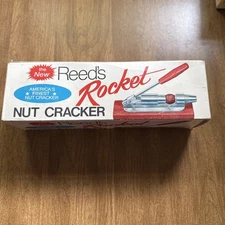 the New
Reed's
Rocket
AMERICA'S
FINEST
NUT CRACKER
NUT CRACKER